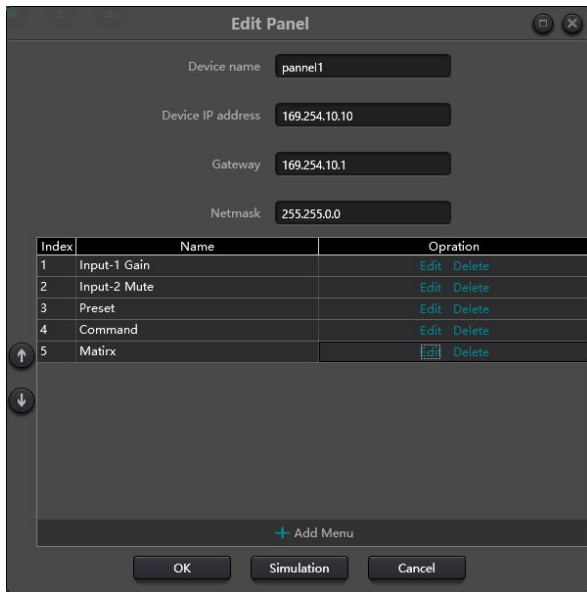 Edit Panel
Device name pannel1
Device IP address 169.254.10.10
Gateway 169.254.10.1
Netmask 255.255.0.0
Index Name Opration
1 Input-1 Gain Edit Delete
2 Input-2 Mute Edit Delete
3 Preset Edit Delete
4 Command Edit Delete
5 Matirx Edit Delete
+ Add Menu
OK Simulation Cancel